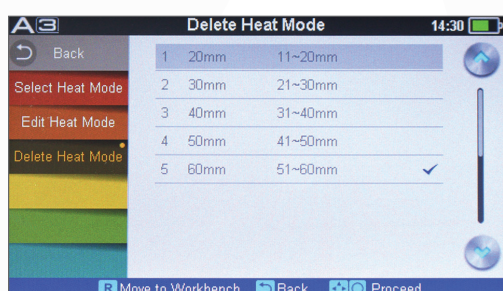 A3 Delete Heat Mode 14:30
Back
Select Heat Mode
Edit Heat Mode
Delete Heat Mode
1 20mm 11~20mm
2 30mm 21~30mm
3 40mm 31~40mm
4 50mm 41~50mm
5 60mm 51~60mm ✓
R Move to Workbench Back Proceed